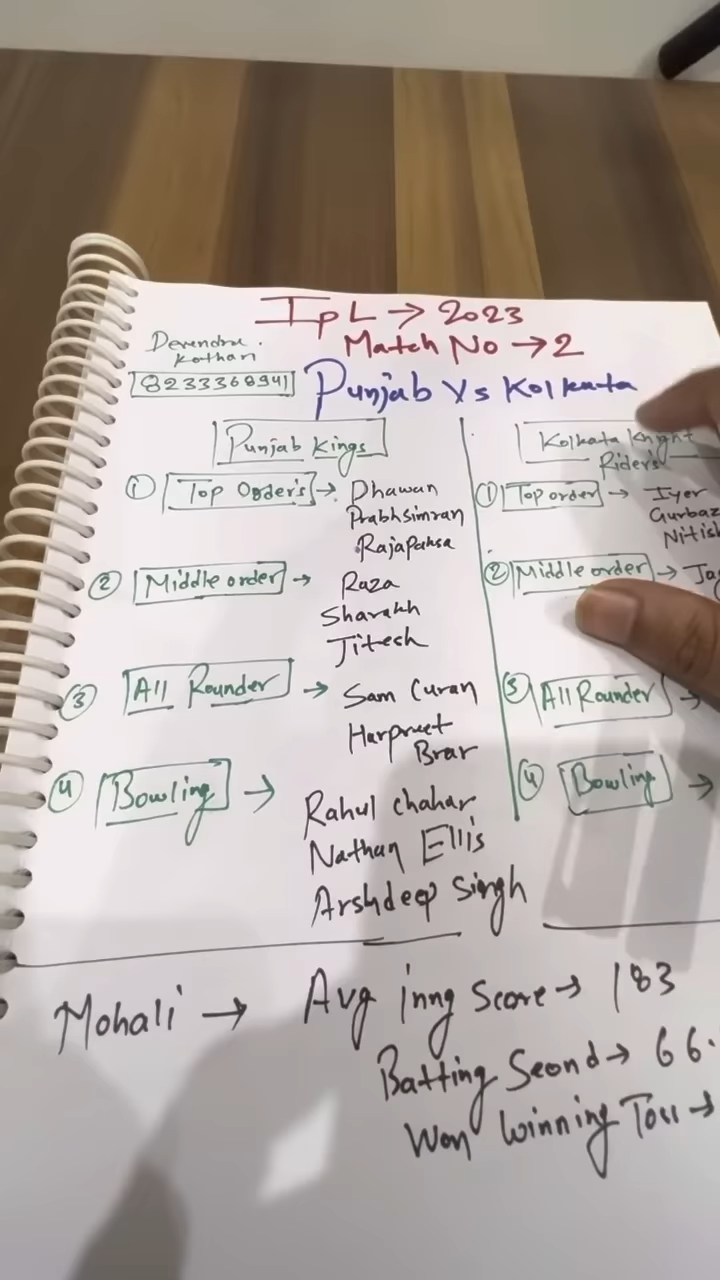 IPL → 2023
Match No → 2
Devendra.
Kothari
8233368941
Punjab Vs Kolkata
Punjab Kings
① Top Order's → Dhawan
Prabhsimran
Rajapaksa
② Middle order → Raza
Sharukh
Jitesh
③ All Rounder → Sam Curan
Harpreet
Brar
④ Bowling → Rahul Chahar
Nathan Ellis
Arshdeep Singh
Kolkata Knight
Rider's
① Top order → Iyer
Gurbaz
Nitish
② Middle order → Ja
③ All Rounder →
④ Bowling →
Mohali → Avg inng Score → 183
Batting Seond → 66.
Won Winning Toss →